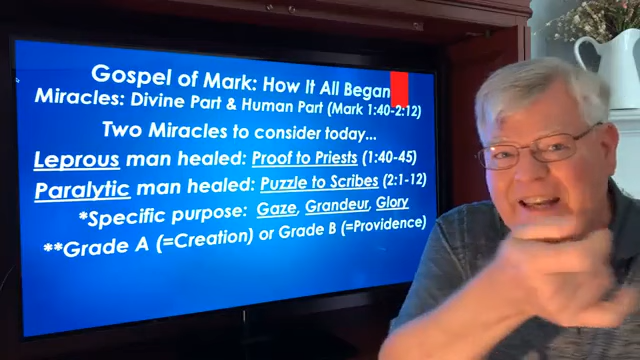 Gospel of Mark: How It All Began
Miracles: Divine Part & Human Part (Mark 1:40-2:12)
Two Miracles to consider today...
Leprous man healed: Proof to Priests (1:40-45)
Paralytic man healed: Puzzle to Scribes (2:1-12)
*Specific purpose: Gaze, Grandeur, Glory
**Grade A (=Creation) or Grade B (=Providence)